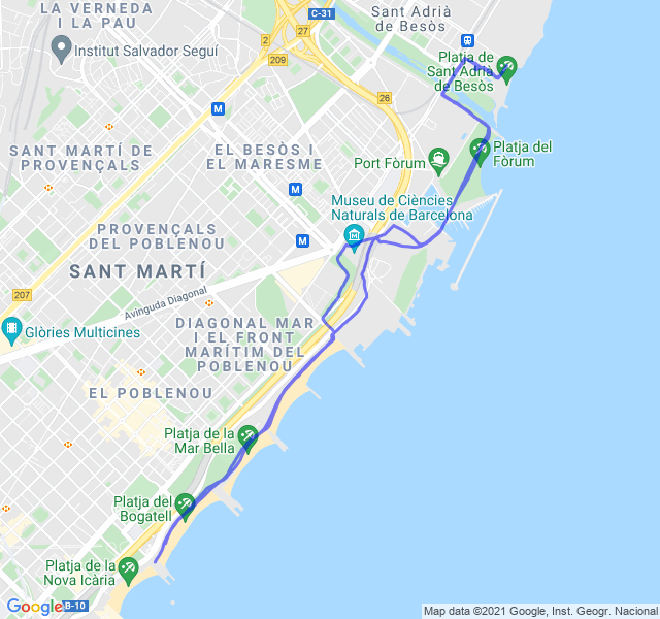 LA VERNEDA
I LA PAU
C-31
Sant Adrià
de Besòs
2
27
Institut Salvador Seguí
209
Platja de
Sant Adrià
de Besòs
26
M
SANT MARTÍ DE
PROVENÇALS
EL BESÒS I
EL MARESME
Platja del
Fòrum
Port Fòrum
M
Museu de Ciències
Naturals de Barcelona
PROVENÇALS
DEL POBLENOU
M
SANT MARTÍ
207
Avinguda Diagonal
Glòries Multicines
DIAGONAL MAR
I EL FRONT
MARÍTIM DEL
POBLENOU
EL POBLENOU
Platja de la
Mar Bella
Platja del
Bogatell
Platja de la
Nova Icària
Google
B-10
Map data ©2021 Google, Inst. Geogr. Nacional